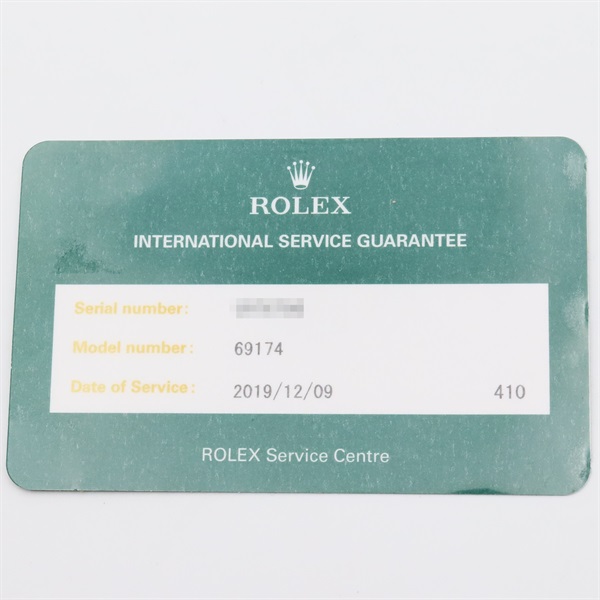 ROLEX
INTERNATIONAL SERVICE GUARANTEE
Serial number:
Model number: 69174
Date of Service: 2019/12/09 410
ROLEX Service Centre